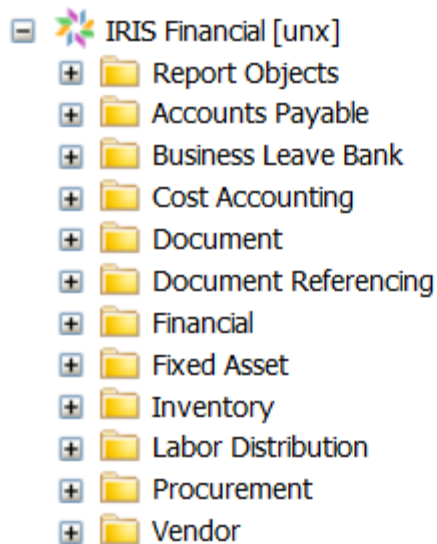 IRIS Financial [unx]
Report Objects
Accounts Payable
Business Leave Bank
Cost Accounting
Document
Document Referencing
Financial
Fixed Asset
Inventory
Labor Distribution
Procurement
Vendor